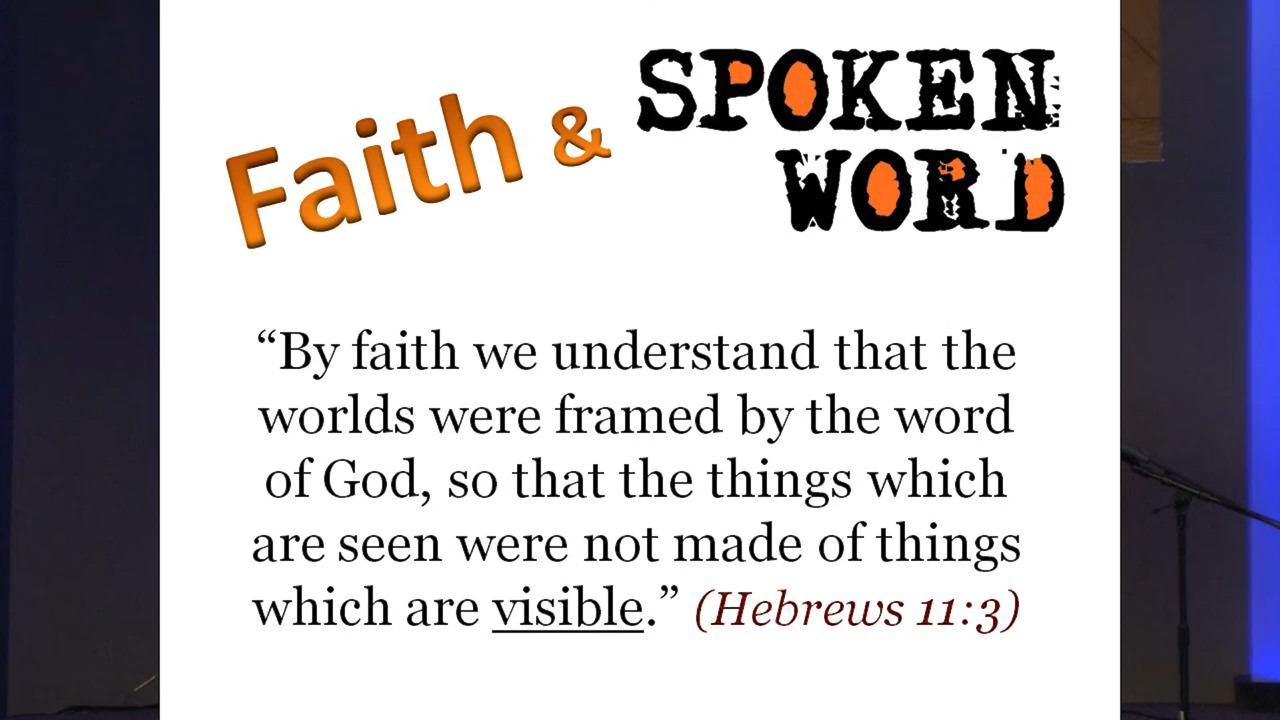 Faith & SPOKEN
WORD
“By faith we understand that the
worlds were framed by the word
of God, so that the things which
are seen were not made of things
which are visible.” (Hebrews 11:3)